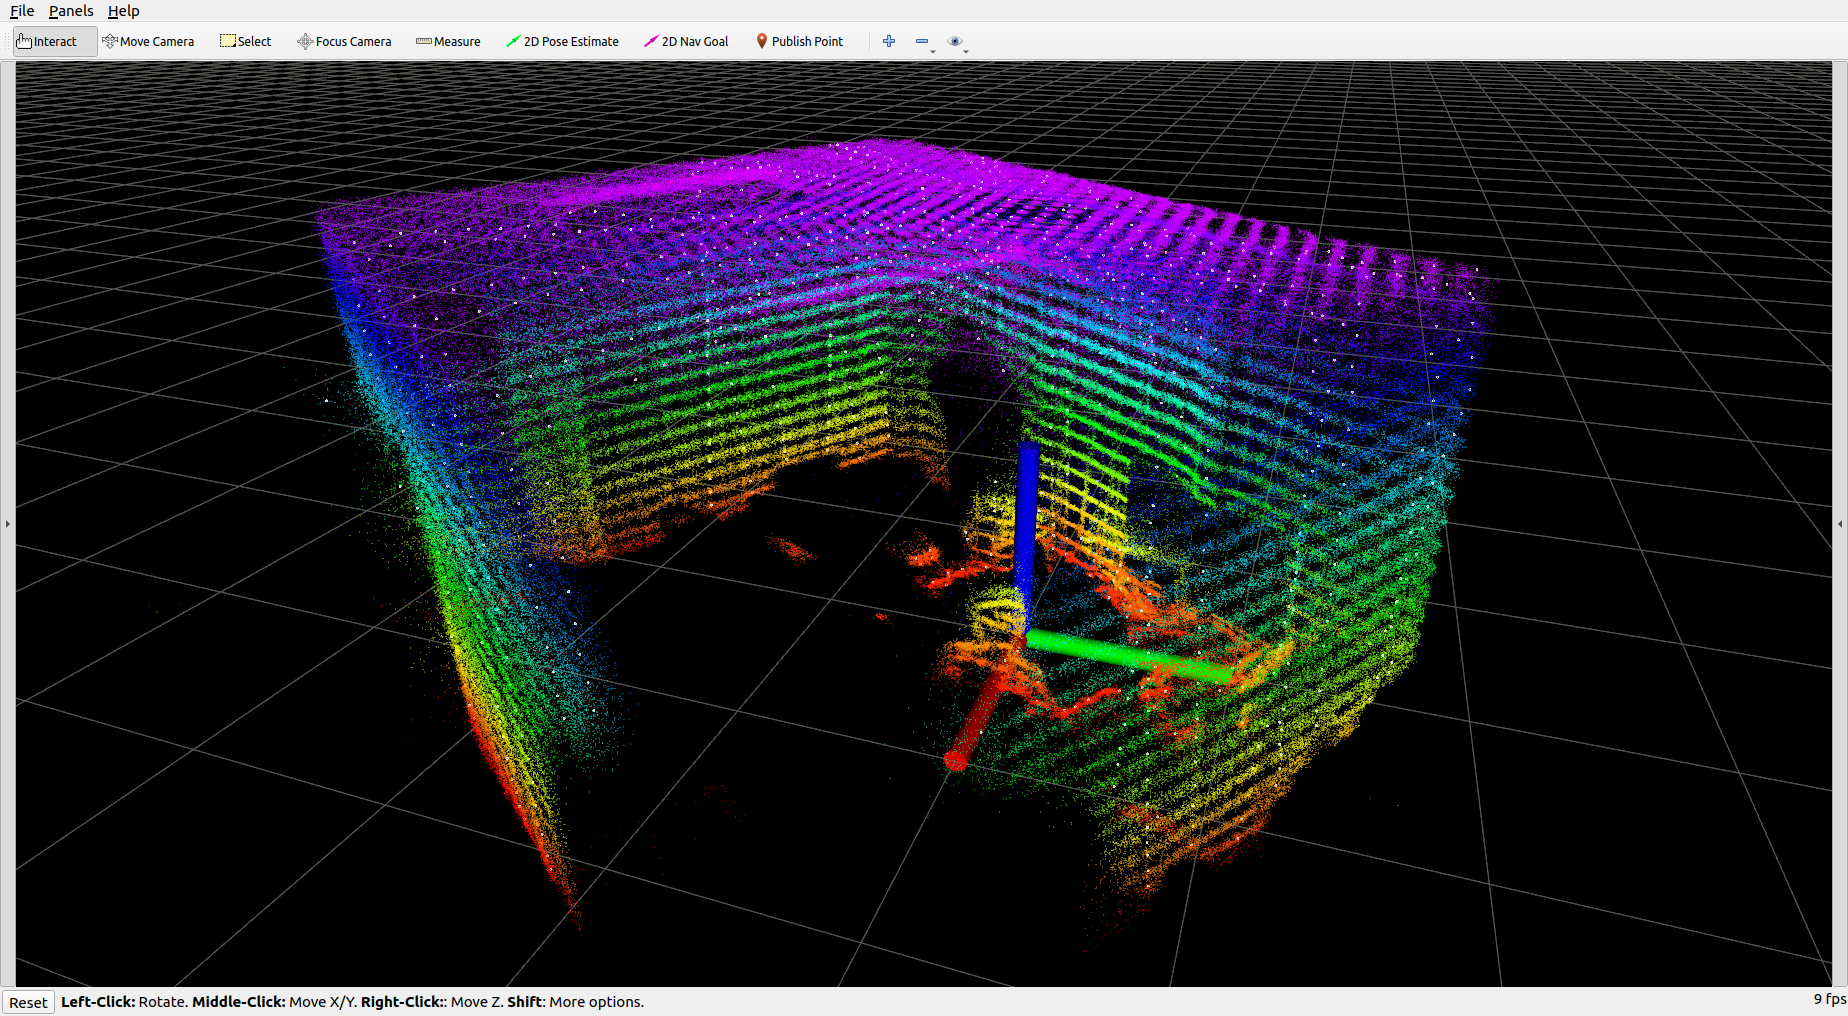 File Panels Help
Interact Move Camera Select Focus Camera Measure 2D Pose Estimate 2D Nav Goal Publish Point
Reset Left-Click: Rotate. Middle-Click: Move X/Y. Right-Click:: Move Z. Shift: More options. 9 fps